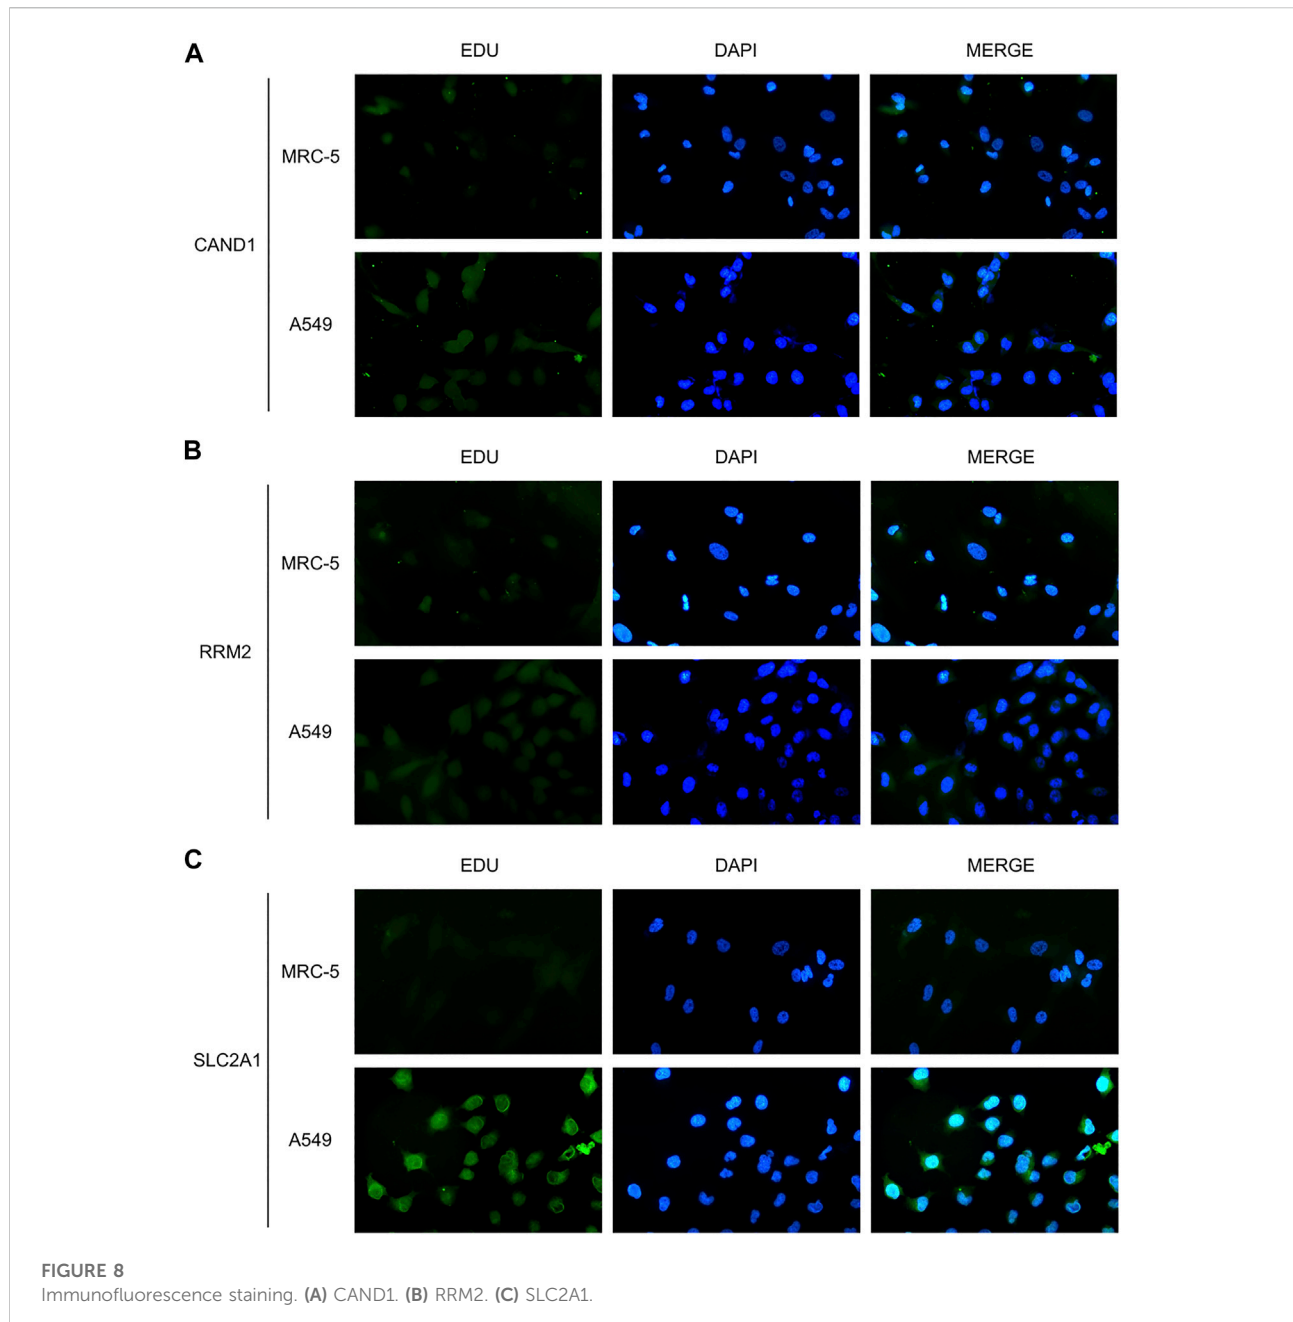 A
EDU DAPI MERGE
MRC-5
CAND1
A549
B
EDU DAPI MERGE
MRC-5
RRM2
A549
C
EDU DAPI MERGE
MRC-5
SLC2A1
A549
FIGURE 8
Immunofluorescence staining. (A) CAND1. (B) RRM2. (C) SLC2A1.